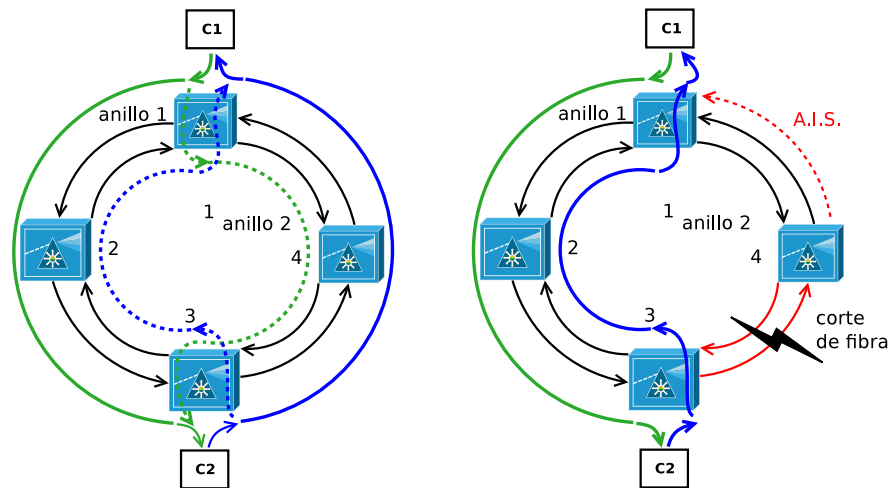 C1
anillo 1
1
anillo 2
2
4
3
C2
C1
anillo 1
A.I.S.
1
anillo 2
2
4
3
corte
de fibra
C2